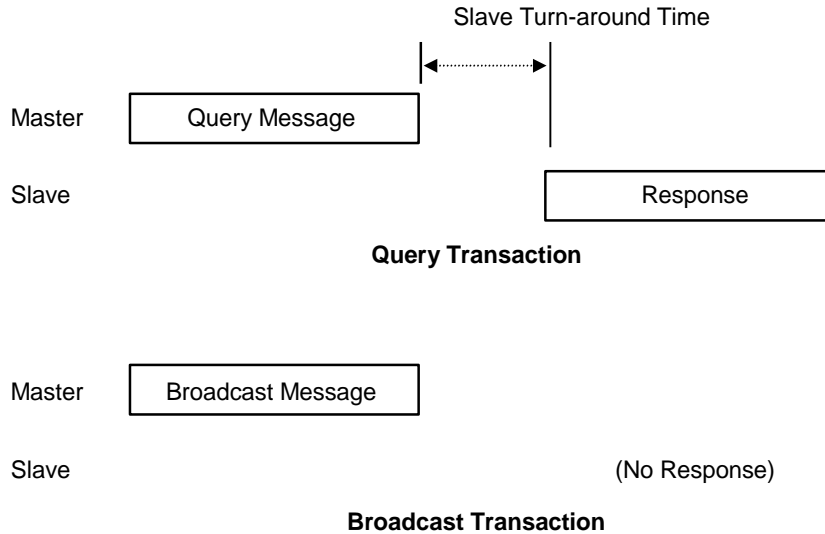 Slave Turn-around Time
Master
Query Message
Slave
Response
Query Transaction
Master
Broadcast Message
Slave
(No Response)
Broadcast Transaction